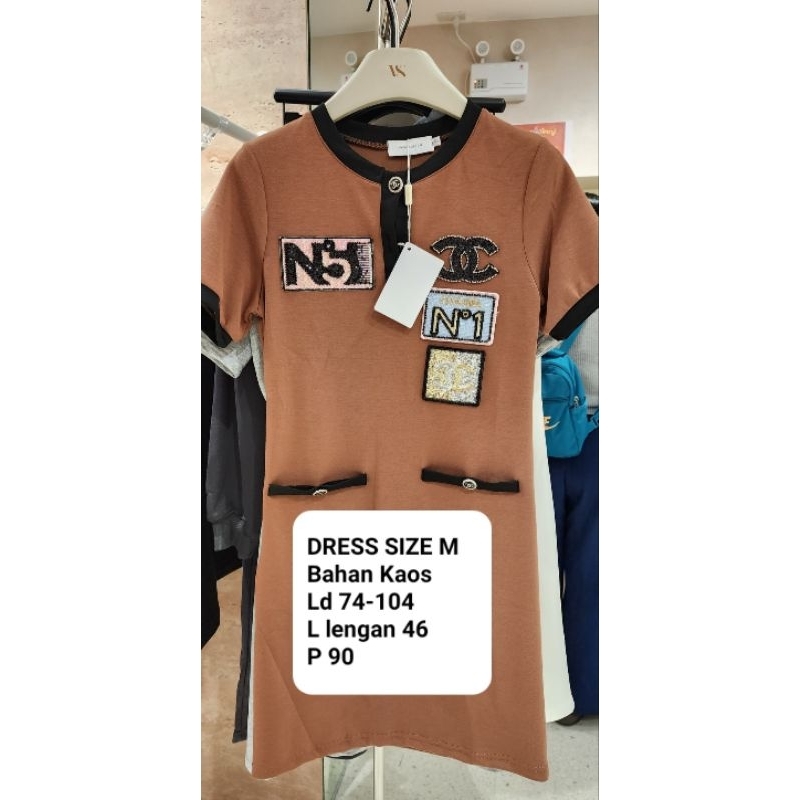 VS
N°5
N°1
DRESS SIZE M
Bahan Kaos
Ld 74-104
L lengan 46
P 90